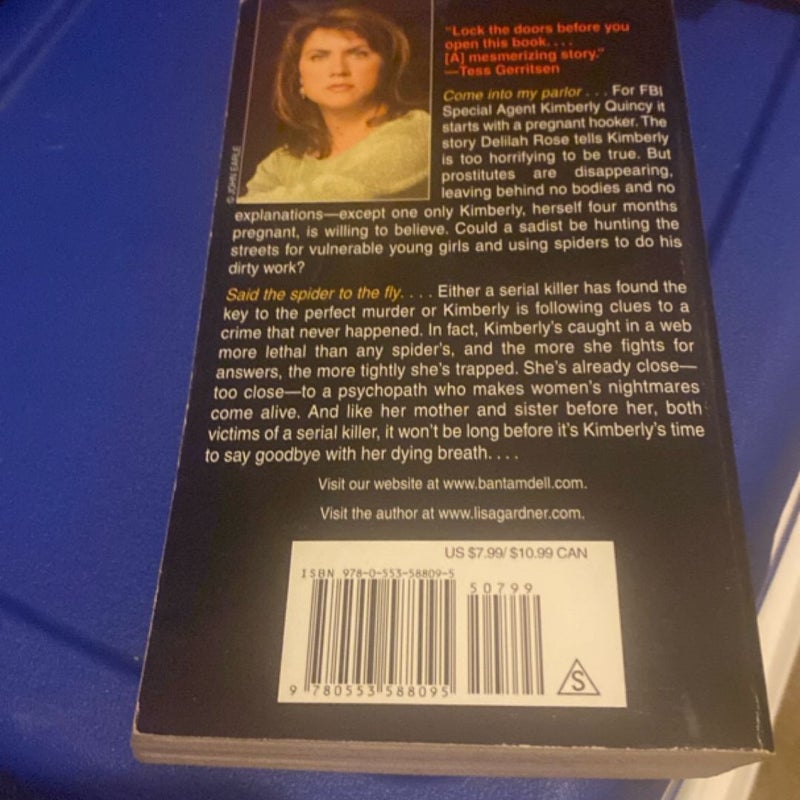 "Lock the doors before you
open this book. . . .
[A] mesmerizing story."
—Tess Gerritsen
Come into my parlor . . . For FBI
Special Agent Kimberly Quincy it
starts with a pregnant hooker. The
story Delilah Rose tells Kimberly
is too horrifying to be true. But
prostitutes are disappearing,
leaving behind no bodies and no
explanations—except one only Kimberly, herself four months
pregnant, is willing to believe. Could a sadist be hunting the
streets for vulnerable young girls and using spiders to do his
dirty work?
Said the spider to the fly. . . . Either a serial killer has found the
key to the perfect murder or Kimberly is following clues to a
crime that never happened. In fact, Kimberly's caught in a web
more lethal than any spider's, and the more she fights for
answers, the more tightly she's trapped. She's already close—
too close—to a psychopath who makes women's nightmares
come alive. And like her mother and sister before her, both
victims of a serial killer, it won't be long before it's Kimberly's time
to say goodbye with her dying breath. . . .
Visit our website at www.bantamdell.com.
Visit the author at www.lisagardner.com.
© JOHN EARLE
US $7.99/ $10.99 CAN
ISBN 978-0-553-58809-5
50799
9 780553 588095
S